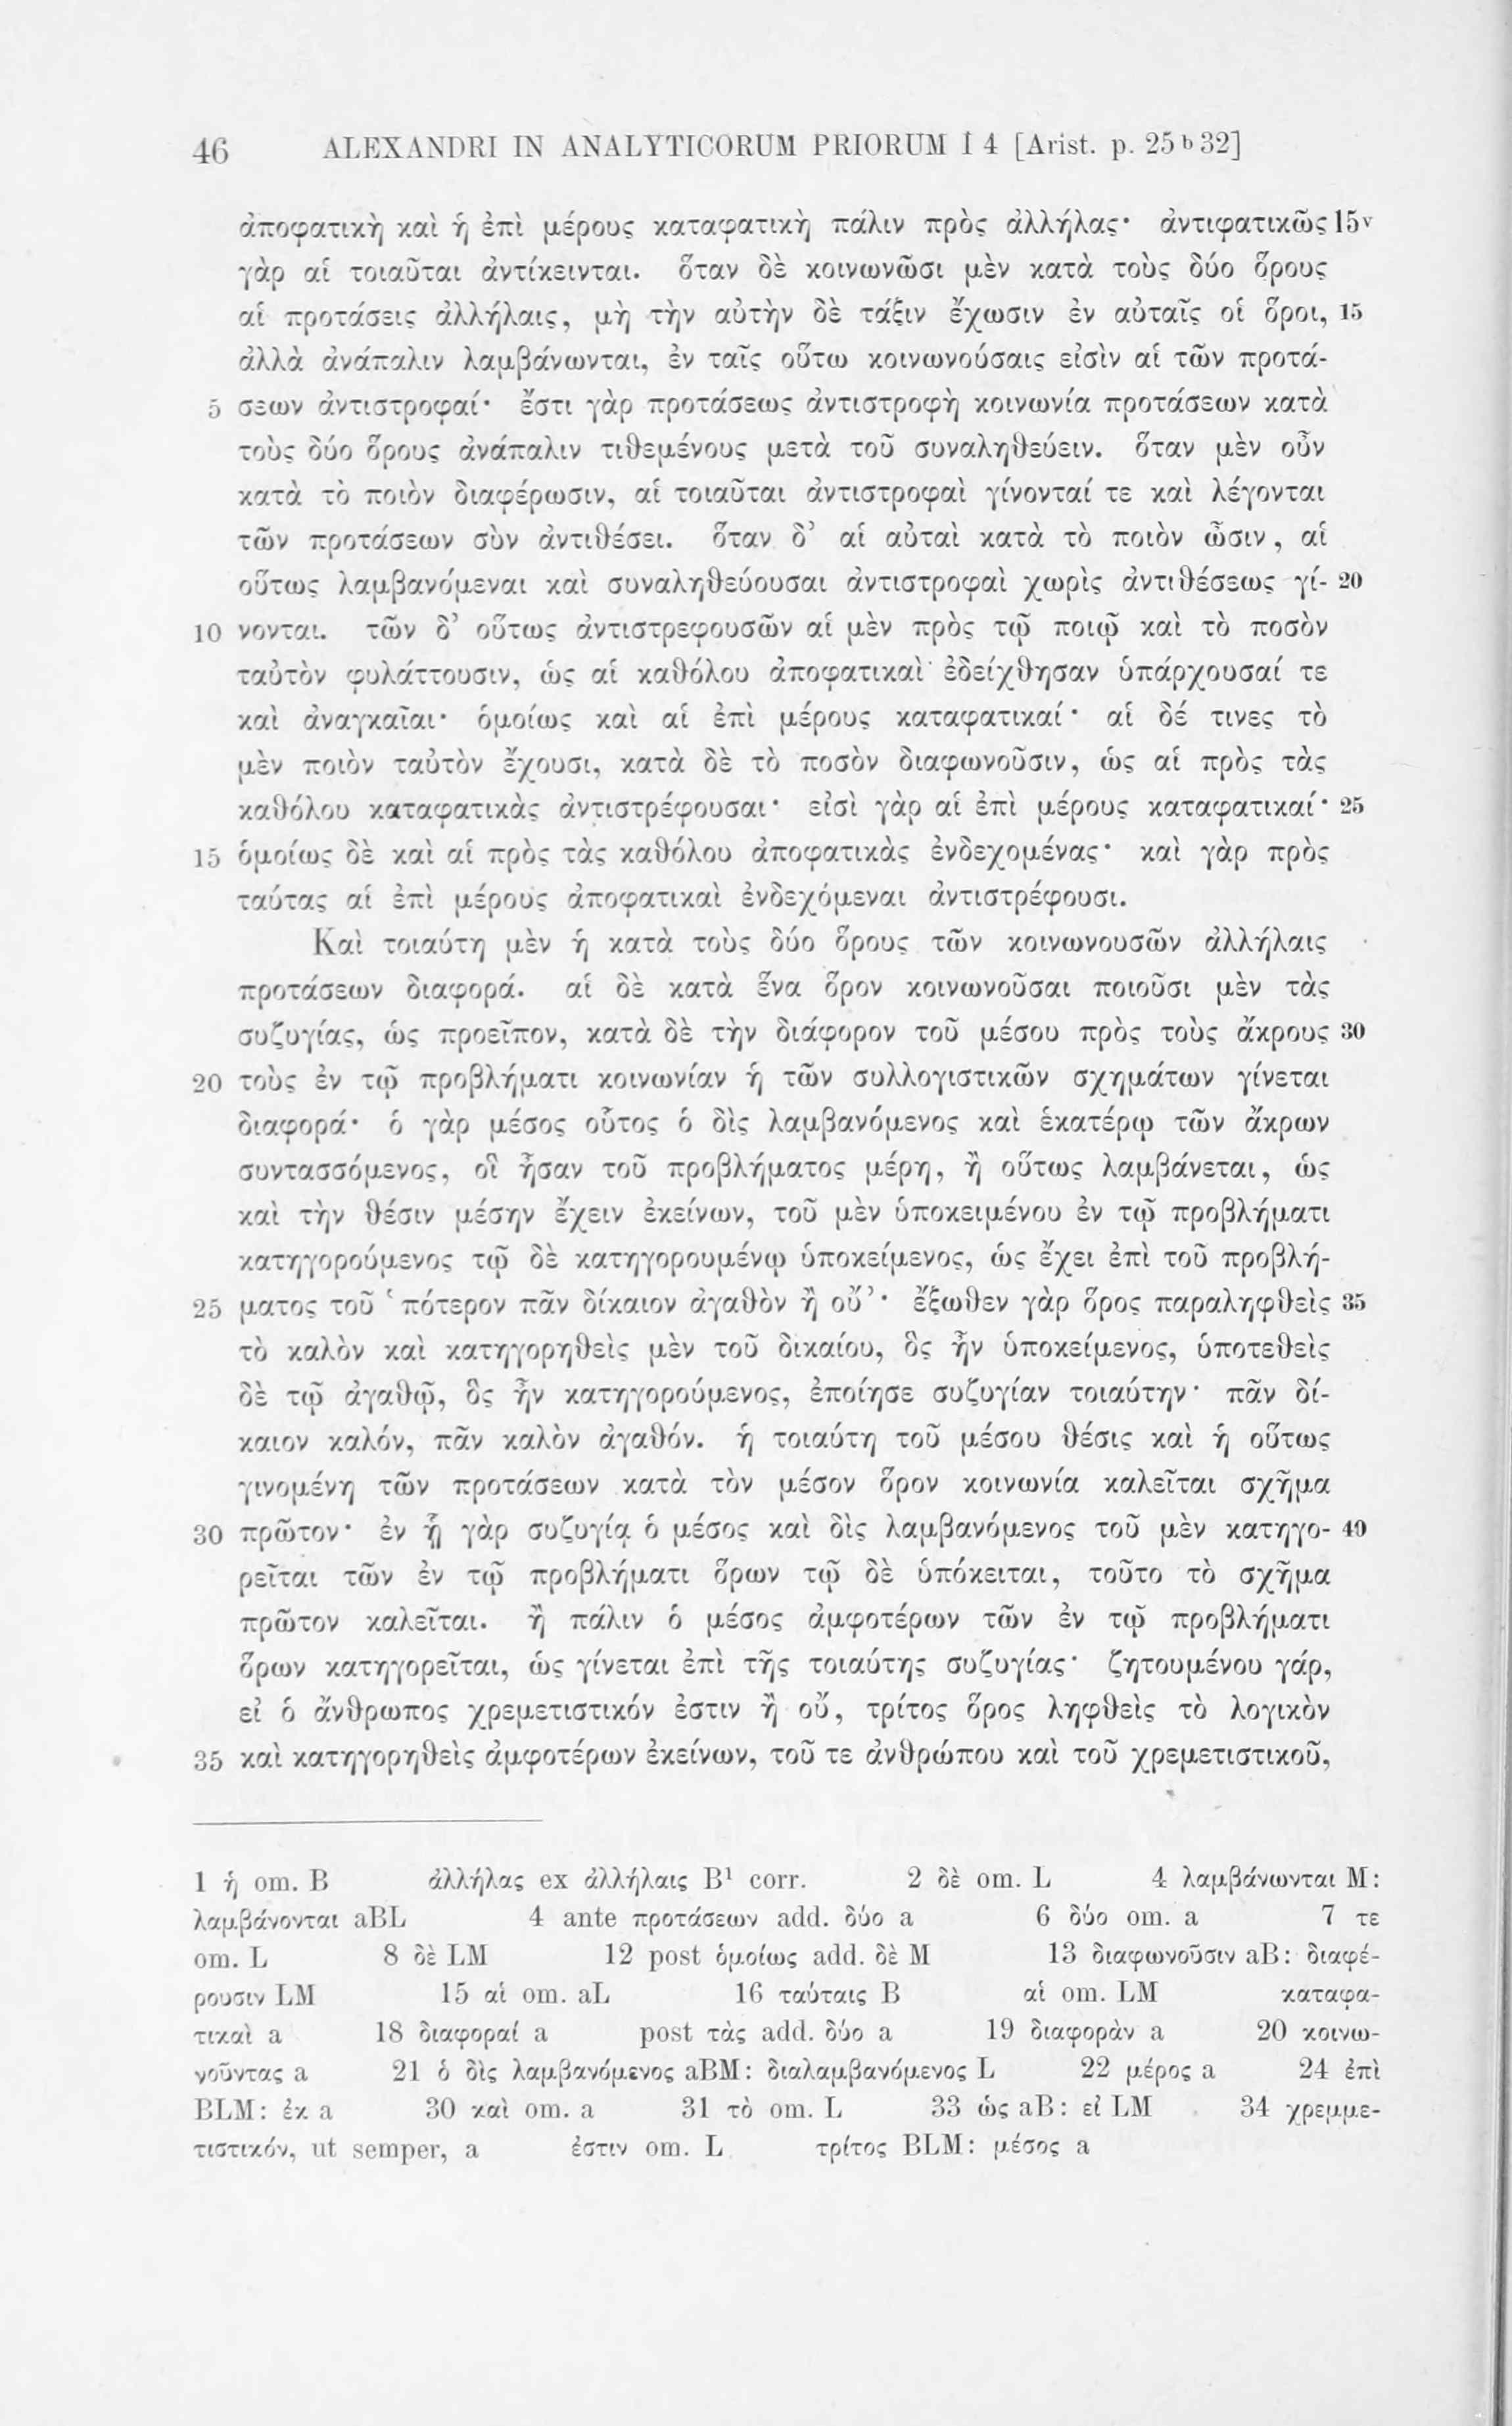 46 ALEXANDRI IN ANALYTICORUM PRIORUM I 4 [Arist. p. 25 b 32]
ἀποφατικὴ καὶ ἡ ἐπὶ μέρους καταφατικὴ πάλιν πρὸς ἀλλήλας· ἀντιφατικῶς 15v
γὰρ αἱ τοιαῦται ἀντίκεινται. ὅταν δὲ κοινωνῶσι μὲν κατὰ τοὺς δύο ὅρους
αἱ προτάσεις ἀλλήλαις, μὴ τὴν αὐτὴν δὲ τάξιν ἔχωσιν ἐν αὐταῖς οἱ ὅροι, 15
ἀλλὰ ἀνάπαλιν λαμβάνωνται, ἐν ταῖς οὕτω κοινωνούσαις εἰσὶν αἱ τῶν προτά-
5 σεων ἀντιστροφαί· ἔστι γὰρ προτάσεως ἀντιστροφὴ κοινωνία προτάσεων κατὰ
τοὺς δύο ὅρους ἀνάπαλιν τιθεμένους μετὰ τοῦ συναληθεύειν. ὅταν μὲν οὖν
κατὰ τὸ ποιὸν διαφέρωσιν, αἱ τοιαῦται ἀντιστροφαὶ γίνονταί τε καὶ λέγονται
τῶν προτάσεων σὺν ἀντιθέσει. ὅταν δ’ αἱ αὐταὶ κατὰ τὸ ποιὸν ὦσιν, αἱ
οὕτως λαμβανόμεναι καὶ συναληθεύουσαι ἀντιστροφαὶ χωρὶς ἀντιθέσεως γί- 20
10 νονται. τῶν δ’ οὕτως ἀντιστρεφουσῶν αἱ μὲν πρὸς τῷ ποιῷ καὶ τὸ ποσὸν
ταὐτὸν φυλάττουσιν, ὡς αἱ καθόλου ἀποφατικαὶ ἐδείχθησαν ὑπάρχουσαί τε
καὶ ἀναγκαῖαι· ὁμοίως καὶ αἱ ἐπὶ μέρους καταφατικαί· αἱ δέ τινες τὸ
μὲν ποιὸν ταὐτὸν ἔχουσι, κατὰ δὲ τὸ ποσὸν διαφωνοῦσιν, ὡς αἱ πρὸς τὰς
καθόλου καταφατικὰς ἀντιστρέφουσαι· εἰσὶ γὰρ αἱ ἐπὶ μέρους καταφατικαί· 25
15 ὁμοίως δὲ καὶ αἱ πρὸς τὰς καθόλου ἀποφατικὰς ἐνδεχομένας· καὶ γὰρ πρὸς
ταύτας αἱ ἐπὶ μέρους ἀποφατικαὶ ἐνδεχόμεναι ἀντιστρέφουσι.
Καὶ τοιαύτη μὲν ἡ κατὰ τοὺς δύο ὅρους τῶν κοινωνουσῶν ἀλλήλαις
προτάσεων διαφορά. αἱ δὲ κατὰ ἕνα ὅρον κοινωνοῦσαι ποιοῦσι μὲν τὰς
συζυγίας, ὡς προεῖπον, κατὰ δὲ τὴν διάφορον τοῦ μέσου πρὸς τοὺς ἄκρους 30
20 τοὺς ἐν τῷ προβλήματι κοινωνίαν ἡ τῶν συλλογιστικῶν σχημάτων γίνεται
διαφορά· ὁ γὰρ μέσος οὗτος ὁ δὶς λαμβανόμενος καὶ ἑκατέρῳ τῶν ἄκρων
συντασσόμενος, οἳ ἦσαν τοῦ προβλήματος μέρη, ἢ οὕτως λαμβάνεται, ὡς
καὶ τὴν θέσιν μέσην ἔχειν ἐκείνων, τοῦ μὲν ὑποκειμένου ἐν τῷ προβλήματι
κατηγορούμενος τῷ δὲ κατηγορουμένῳ ὑποκείμενος, ὡς ἔχει ἐπὶ τοῦ προβλή-
25 ματος τοῦ ‘πότερον πᾶν δίκαιον ἀγαθὸν ἢ οὔ’· ἔξωθεν γὰρ ὅρος παραληφθεὶς 35
τὸ καλὸν καὶ κατηγορηθεὶς μὲν τοῦ δικαίου, ὃς ἦν ὑποκείμενος, ὑποτεθεὶς
δὲ τῷ ἀγαθῷ, ὃς ἦν κατηγορούμενος, ἐποίησε συζυγίαν τοιαύτην· πᾶν δί-
καιον καλόν, πᾶν καλὸν ἀγαθόν. ἡ τοιαύτη τοῦ μέσου θέσις καὶ ἡ οὕτως
γινομένη τῶν προτάσεων κατὰ τὸν μέσον ὅρον κοινωνία καλεῖται σχῆμα
30 πρῶτον· ἐν ᾗ γὰρ συζυγίᾳ ὁ μέσος καὶ δὶς λαμβανόμενος τοῦ μὲν κατηγο- 40
ρεῖται τῶν ἐν τῷ προβλήματι ὅρων τῷ δὲ ὑπόκειται, τοῦτο τὸ σχῆμα
πρῶτον καλεῖται. ἢ πάλιν ὁ μέσος ἀμφοτέρων τῶν ἐν τῷ προβλήματι
ὅρων κατηγορεῖται, ὡς γίνεται ἐπὶ τῆς τοιαύτης συζυγίας· ζητουμένου γάρ,
εἰ ὁ ἄνθρωπος χρεμετιστικόν ἐστιν ἢ οὔ, τρίτος ὅρος ληφθεὶς τὸ λογικὸν
35 καὶ κατηγορηθεὶς ἀμφοτέρων ἐκείνων, τοῦ τε ἀνθρώπου καὶ τοῦ χρεμετιστικοῦ,
1 ἡ om. B ἀλλήλας ex ἀλλήλαις B¹ corr. 2 δὲ om. L 4 λαμβάνωνται M:
λαμβάνονται aBL 4 ante προτάσεων add. δύο a 6 δύο om. a 7 τε
om. L 8 δὲ LM 12 post ὁμοίως add. δὲ M 13 διαφωνοῦσιν aB: διαφέ-
ρουσιν LM 15 αἱ om. aL 16 ταύταις B αἱ om. LM καταφα-
τικαὶ a 18 διαφοραί a post τὰς add. δύο a 19 διαφορὰν a 20 κοινω-
νοῦντας a 21 ὁ δὶς λαμβανόμενος aBM: διαλαμβανόμενος L 22 μέρος a 24 ἐπὶ
BLM: ἐκ a 30 καὶ om. a 31 τὸ om. L 33 ὡς aB: εἰ LM 34 χρεμμε-
τιστικόν, ut semper, a ἐστιν om. L τρίτος BLM: μέσος a